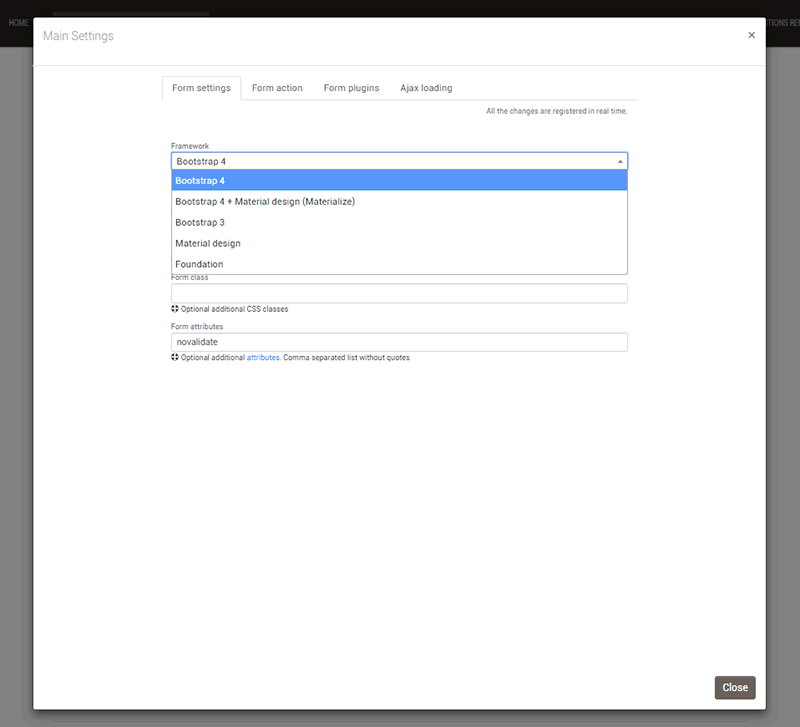 HOME
Main Settings
×
Form settings
Form action
Form plugins
Ajax loading
All the changes are registered in real time.
Framework
Bootstrap 4
Bootstrap 4
Bootstrap 4 + Material design (Materialize)
Bootstrap 3
Material design
Foundation
Form class
Optional additional CSS classes
Form attributes
novalidate
Optional additional attributes. Comma separated list without quotes
Close